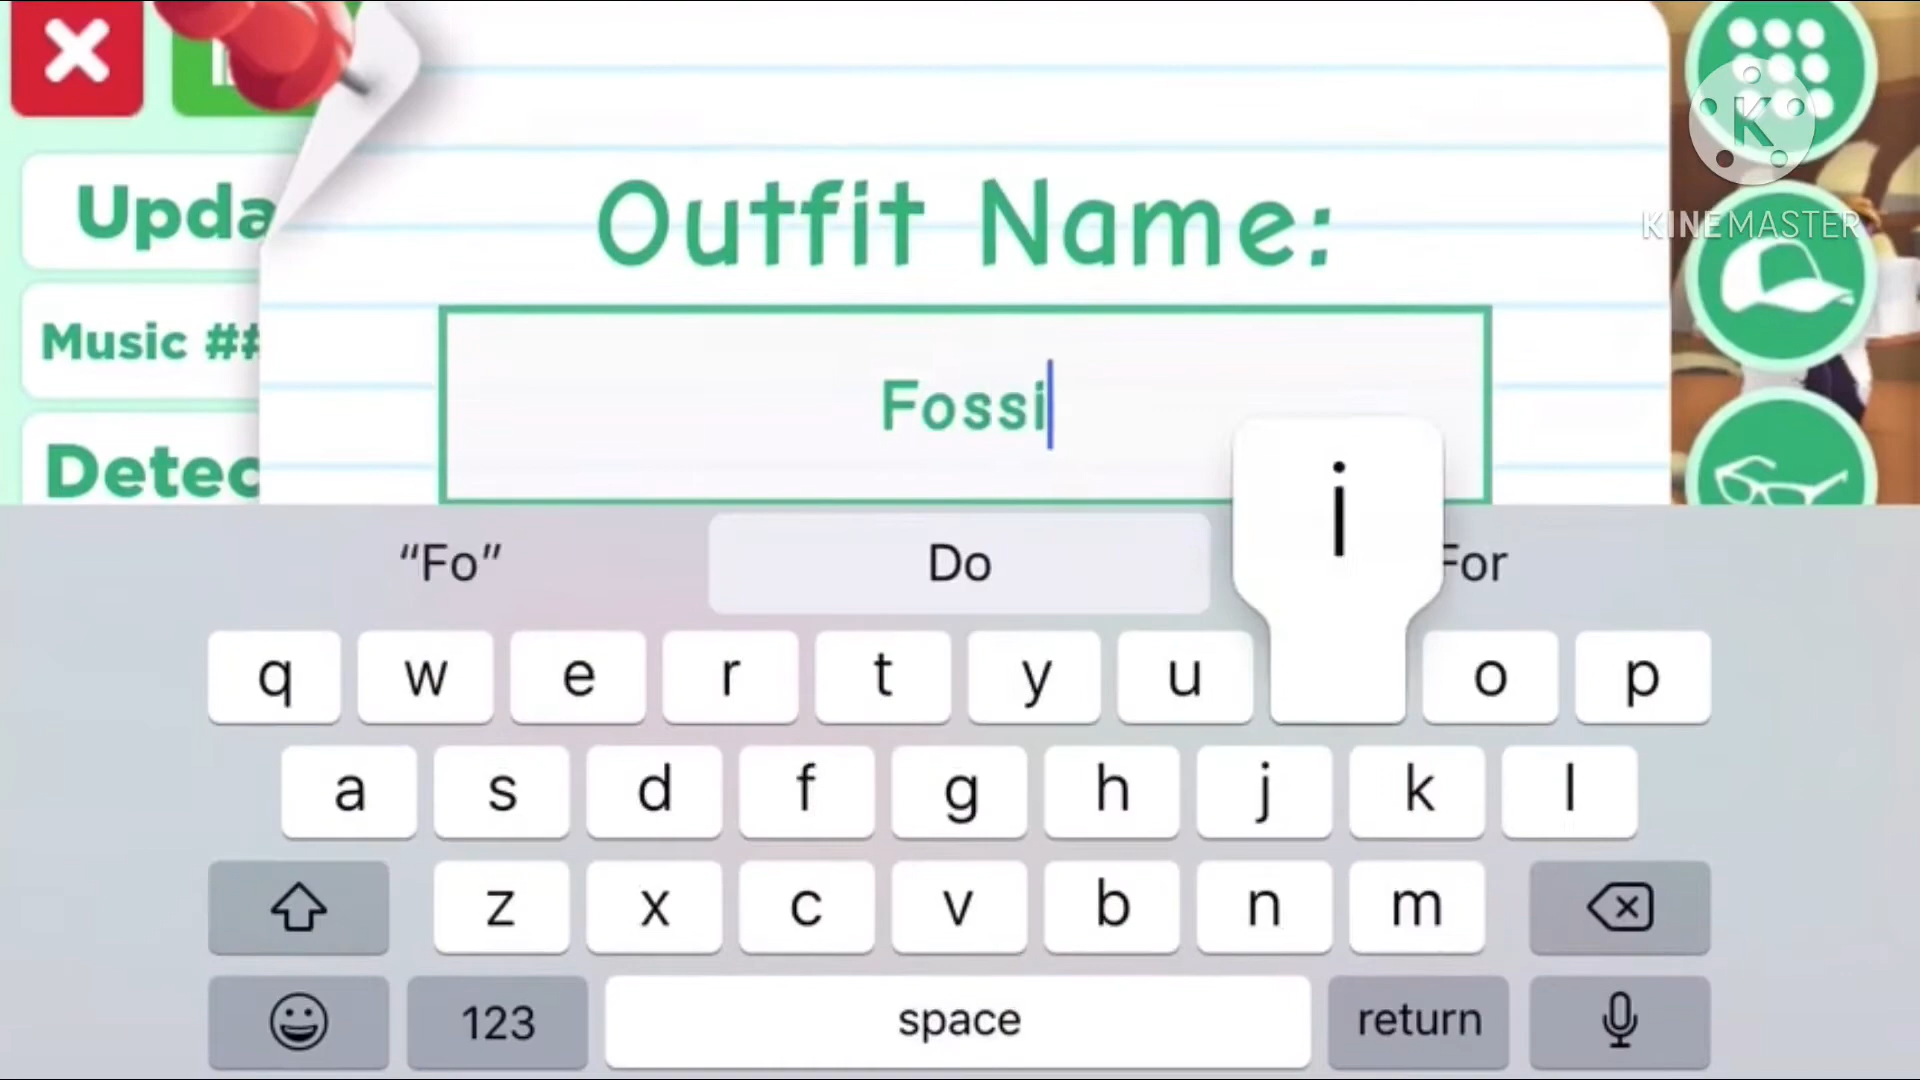 Upda
Music ##
Detec
Outfit Name:
Fossi
K
KINEMASTER
“Fo”
Do
For
i
q w e r t y u o p
a s d f g h j k l
z x c v b n m
123
space
return